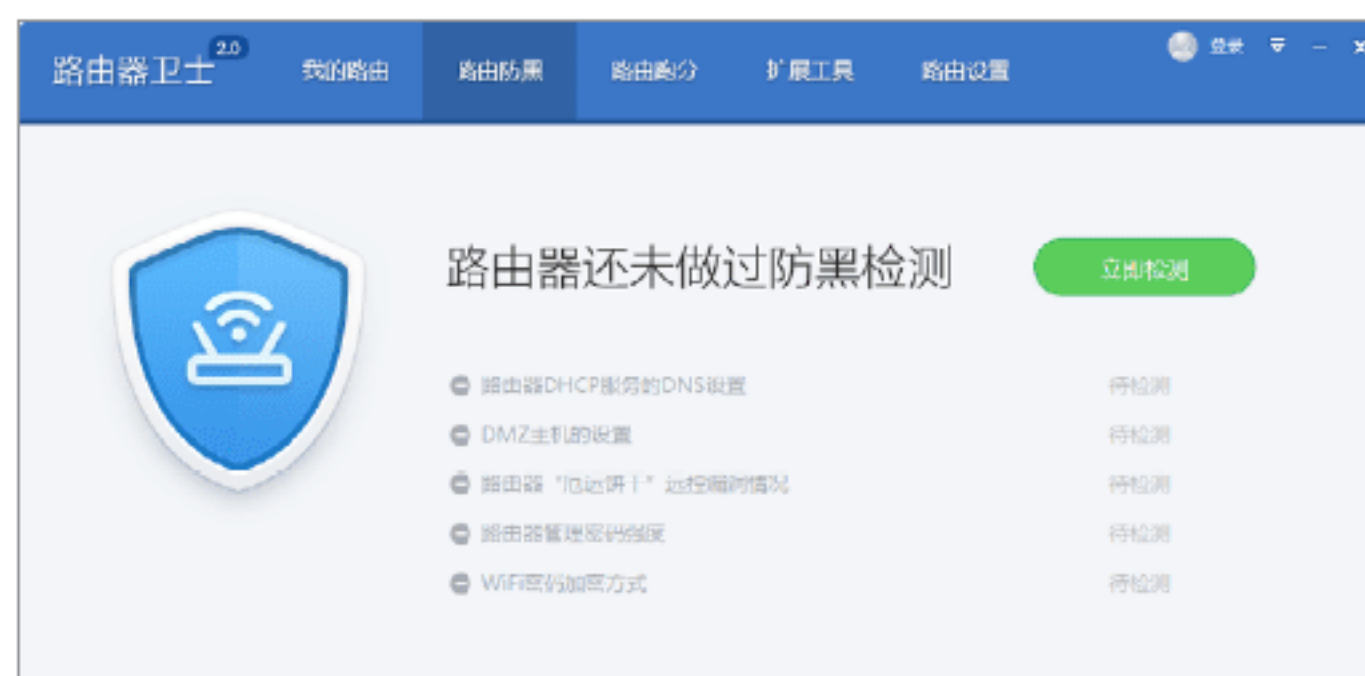 路由器卫士 2.0 我的路由 路由防黑 路由跑分 扩展工具 路由设置 登录
路由器还未做过防黑检测 立即检测
路由器DHCP服务的DNS设置 待检测
DMZ主机的设置 待检测
路由器“厄运饼干”远控漏洞情况 待检测
路由器管理密码强度 待检测
WiFi密码加密方式 待检测